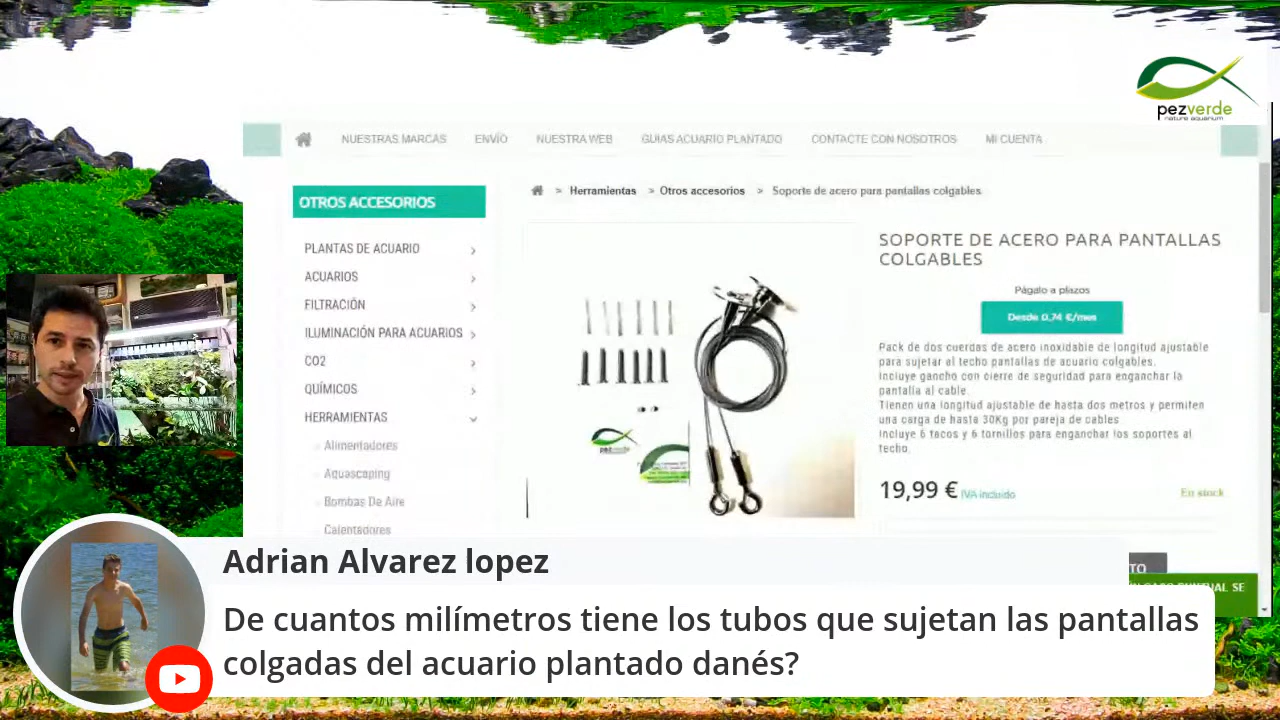 pezverde
nature aquarium
NUESTRAS MARCAS ENVÍO NUESTRA WEB GUÍAS ACUARIO PLANTADO CONTACTE CON NOSOTROS MI CUENTA
> Herramientas > Otros accesorios > Soporte de acero para pantallas colgables
OTROS ACCESORIOS
PLANTAS DE ACUARIO
ACUARIOS
FILTRACIÓN
ILUMINACIÓN PARA ACUARIOS
CO2
QUÍMICOS
HERRAMIENTAS
Alimentadores
Aquascaping
Bombas De Aire
Calentadores
pezverde
SOPORTE DE ACERO PARA PANTALLAS
COLGABLES
Págalo a plazos
Desde 0,74 €/mes
Pack de dos cuerdas de acero inoxidable de longitud ajustable
para sujetar al techo pantallas de acuario colgables.
Incluye gancho con cierre de seguridad para enganchar la
pantalla al cable.
Tienen una longitud ajustable de hasta dos metros y permiten
una carga de hasta 30Kg por pareja de cables
Incluye 6 tacos y 6 tornillos para enganchar los soportes al
techo.
19,99 € IVA incluido
En stock
TO
UAL SE
Adrian Alvarez lopez
De cuantos milímetros tiene los tubos que sujetan las pantallas
colgadas del acuario plantado danés?